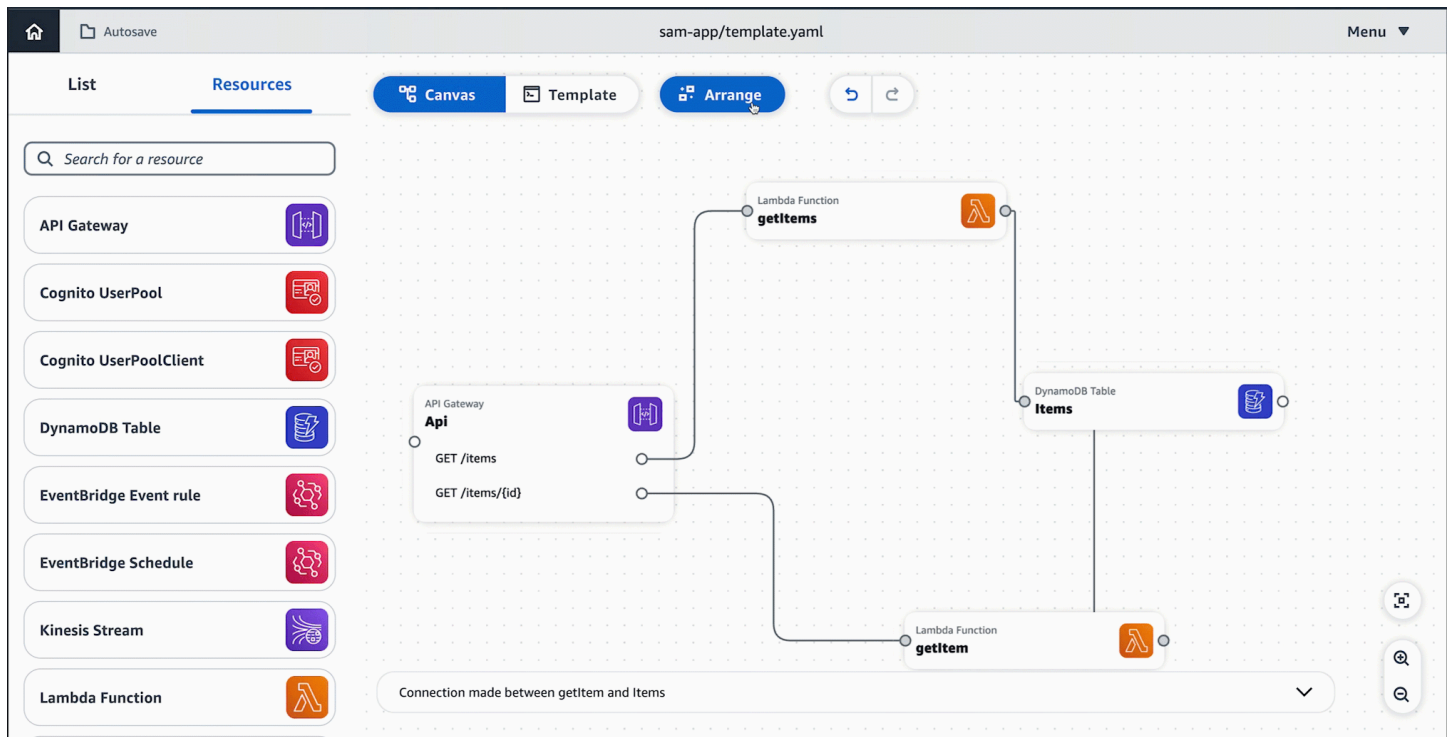 Autosave
sam-app/template.yaml
Menu
List
Resources
Canvas
Template
Arrange
Search for a resource
API Gateway
Cognito UserPool
Cognito UserPoolClient
DynamoDB Table
EventBridge Event rule
EventBridge Schedule
Kinesis Stream
Lambda Function
Lambda Function
getItems
API Gateway
Api
GET /items
GET /items/{id}
DynamoDB Table
Items
Lambda Function
getItem
Connection made between getItem and Items